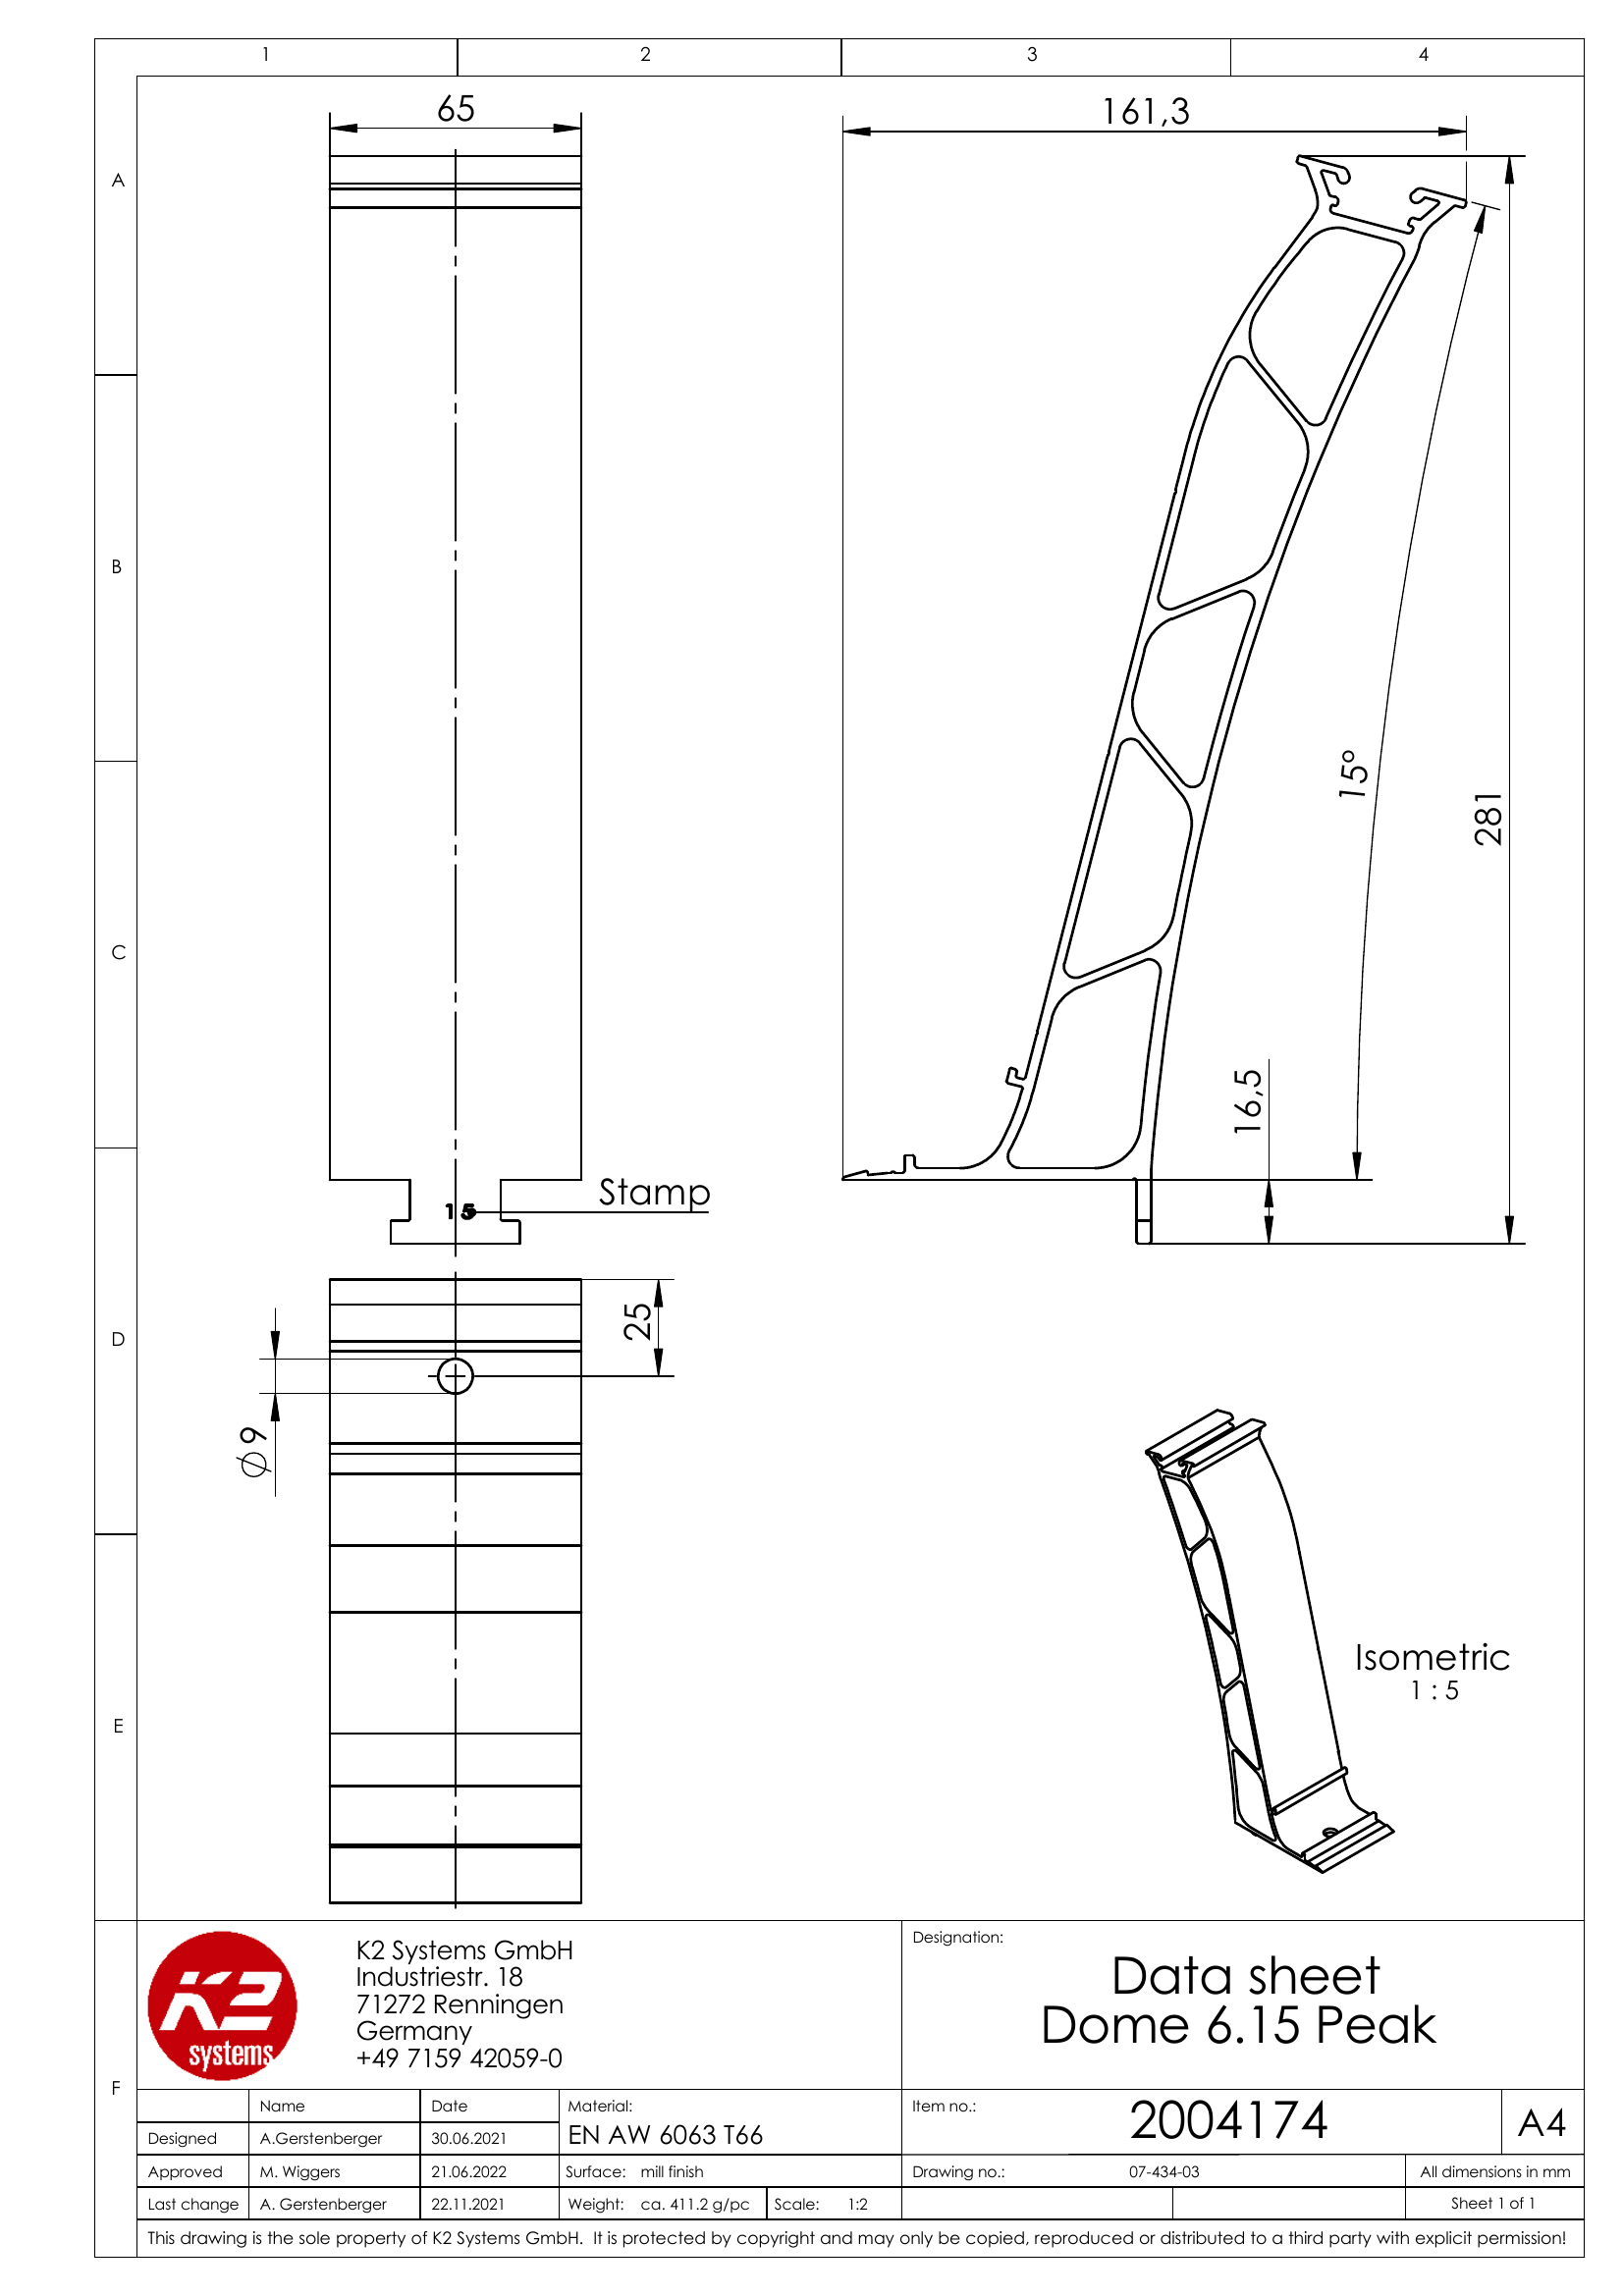 1 2 3 4
A
B
C
D
E
F
65
161,3
15°
281
16,5
15
Stamp
25
Ø9
Isometric
1 : 5
K2
systems
K2 Systems GmbH
Industriestr. 18
71272 Renningen
Germany
+49 7159 42059-0
Designation:
Data sheet
Dome 6.15 Peak
Name Date Material: EN AW 6063 T66
Item no.: 2004174 A4
Designed A.Gerstenberger 30.06.2021
Approved M. Wiggers 21.06.2022 Surface: mill finish Drawing no.: 07-434-03 All dimensions in mm
Last change A. Gerstenberger 22.11.2021 Weight: ca. 411.2 g/pc Scale: 1:2 Sheet 1 of 1
This drawing is the sole property of K2 Systems GmbH. It is protected by copyright and may only be copied, reproduced or distributed to a third party with explicit permission!